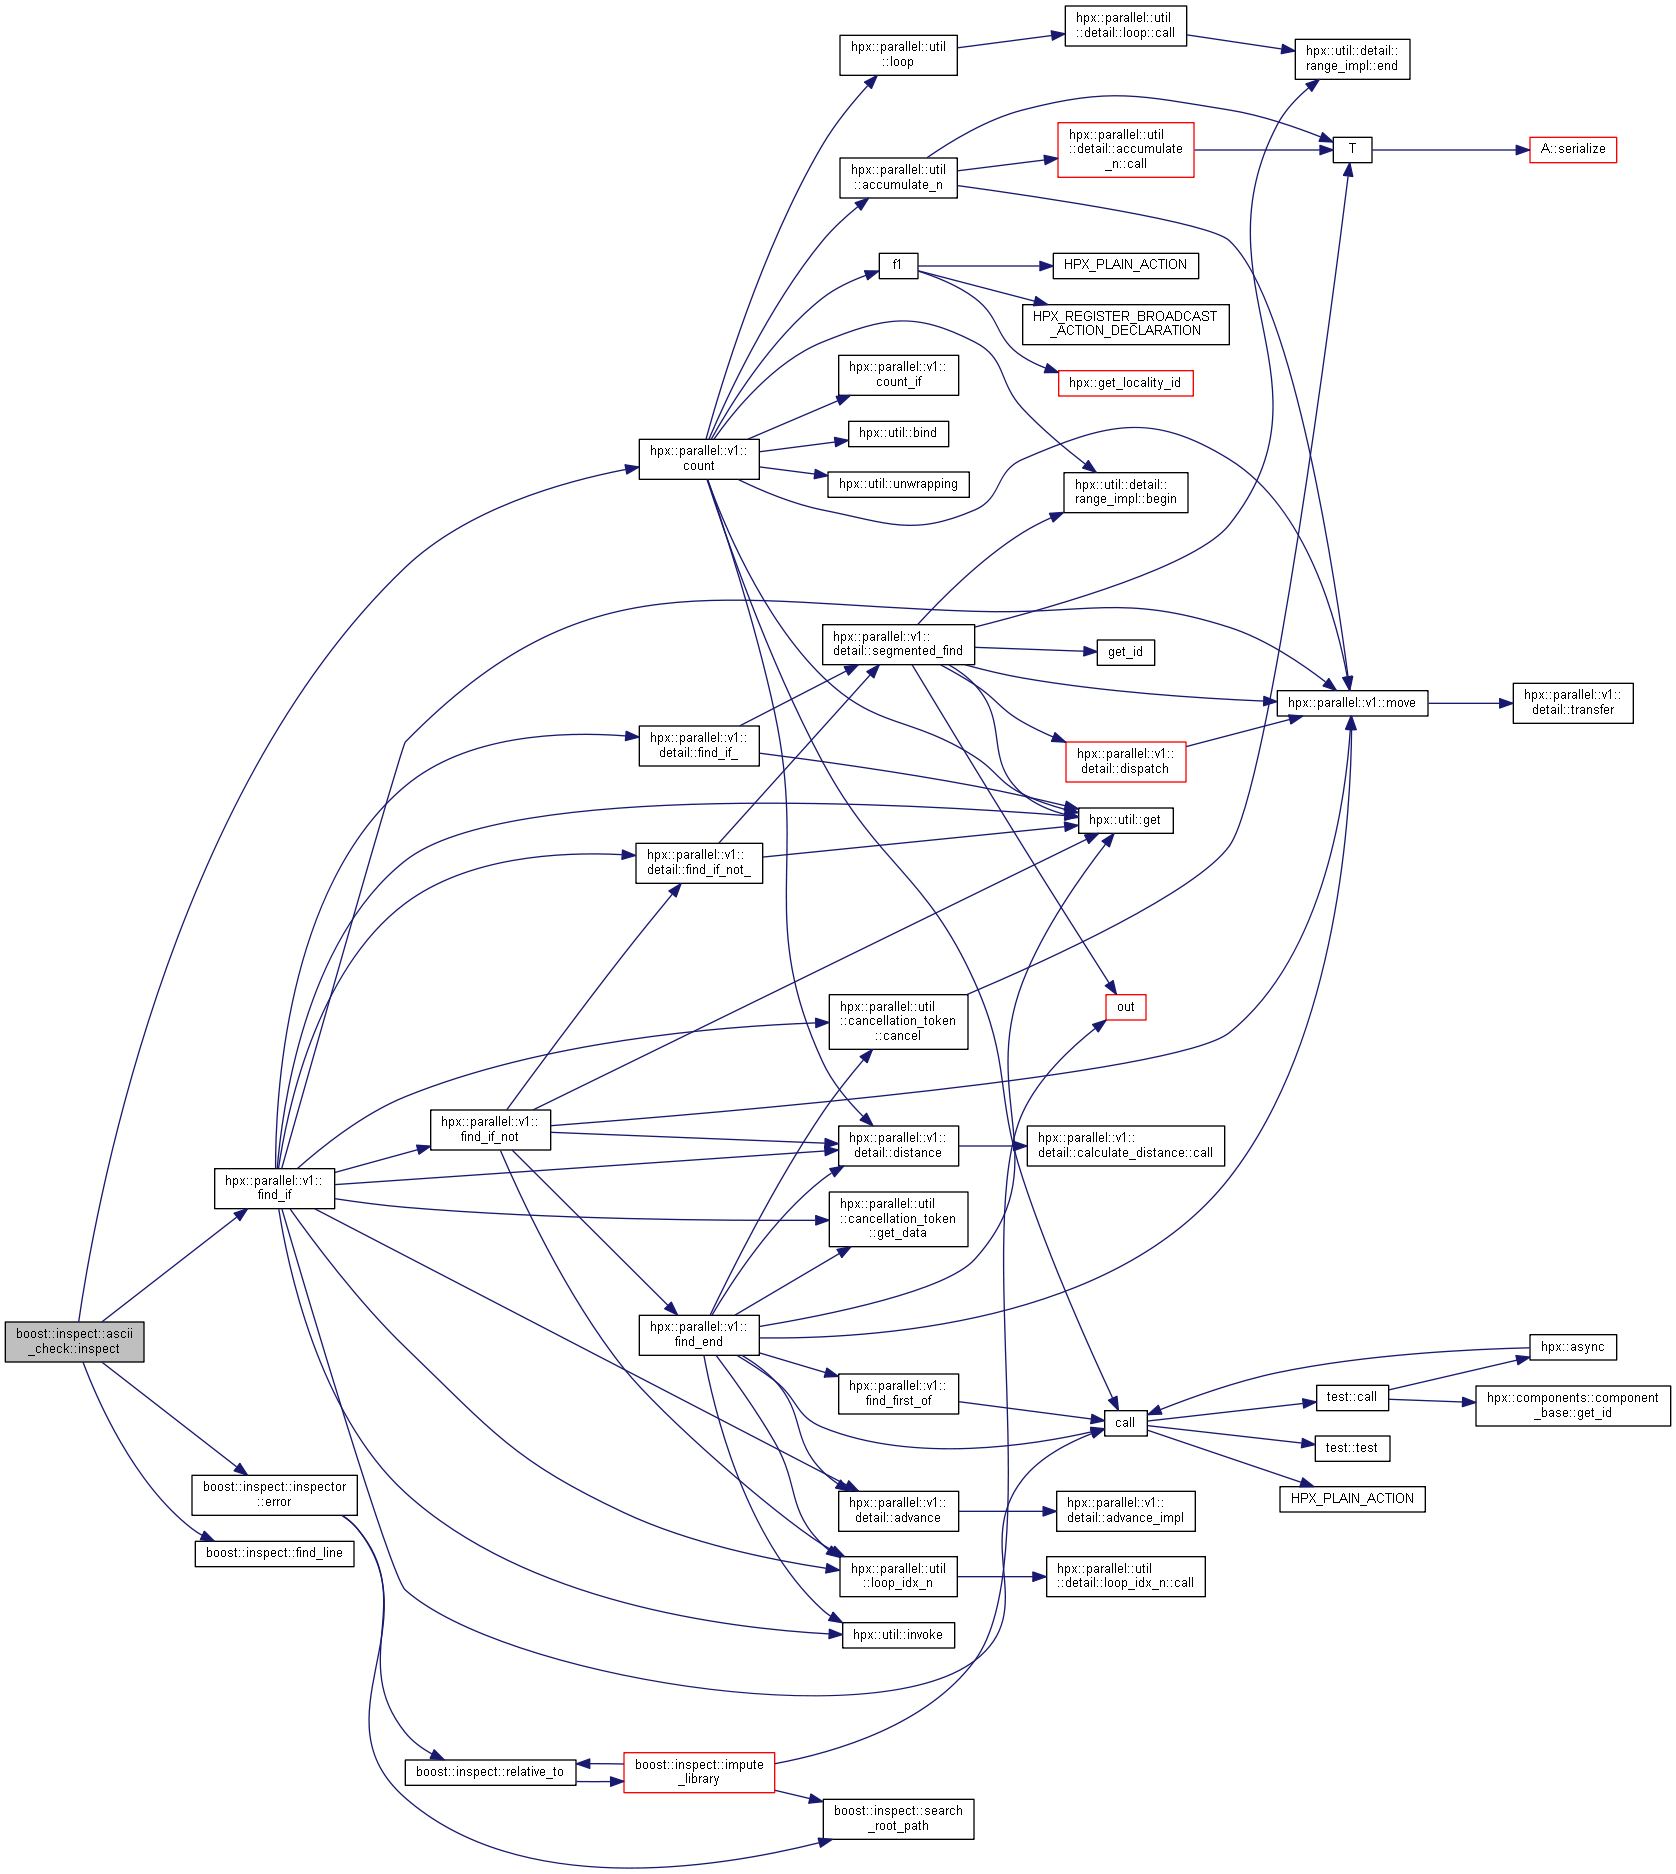 hpx::parallel::util
::detail::loop::call
hpx::parallel::util
::loop
hpx::util::detail::
range_impl::end
hpx::parallel::util
::detail::accumulate
_n::call
T
A::serialize
hpx::parallel::util
::accumulate_n
f1
HPX_PLAIN_ACTION
HPX_REGISTER_BROADCAST
_ACTION_DECLARATION
hpx::parallel::v1::
count_if
hpx::get_locality_id
hpx::util::bind
hpx::parallel::v1::
count
hpx::util::unwrapping
hpx::util::detail::
range_impl::begin
hpx::parallel::v1::
detail::segmented_find
get_id
hpx::parallel::v1::move
hpx::parallel::v1::
detail::transfer
hpx::parallel::v1::
detail::find_if_
hpx::parallel::v1::
detail::dispatch
hpx::util::get
hpx::parallel::v1::
detail::find_if_not_
out
hpx::parallel::util
::cancellation_token
::cancel
hpx::parallel::v1::
find_if_not
hpx::parallel::v1::
detail::distance
hpx::parallel::v1::
detail::calculate_distance::call
hpx::parallel::v1::
find_if
hpx::parallel::util
::cancellation_token
::get_data
boost::inspect::ascii
_check::inspect
hpx::parallel::v1::
find_end
hpx::async
hpx::parallel::v1::
find_first_of
test::call
hpx::components::component
_base::get_id
call
test::test
HPX_PLAIN_ACTION
boost::inspect::inspector
::error
hpx::parallel::v1::
detail::advance
hpx::parallel::v1::
detail::advance_impl
boost::inspect::find_line
hpx::parallel::util
::loop_idx_n
hpx::parallel::util
::detail::loop_idx_n::call
hpx::util::invoke
boost::inspect::relative_to
boost::inspect::impute
_library
boost::inspect::search
_root_path